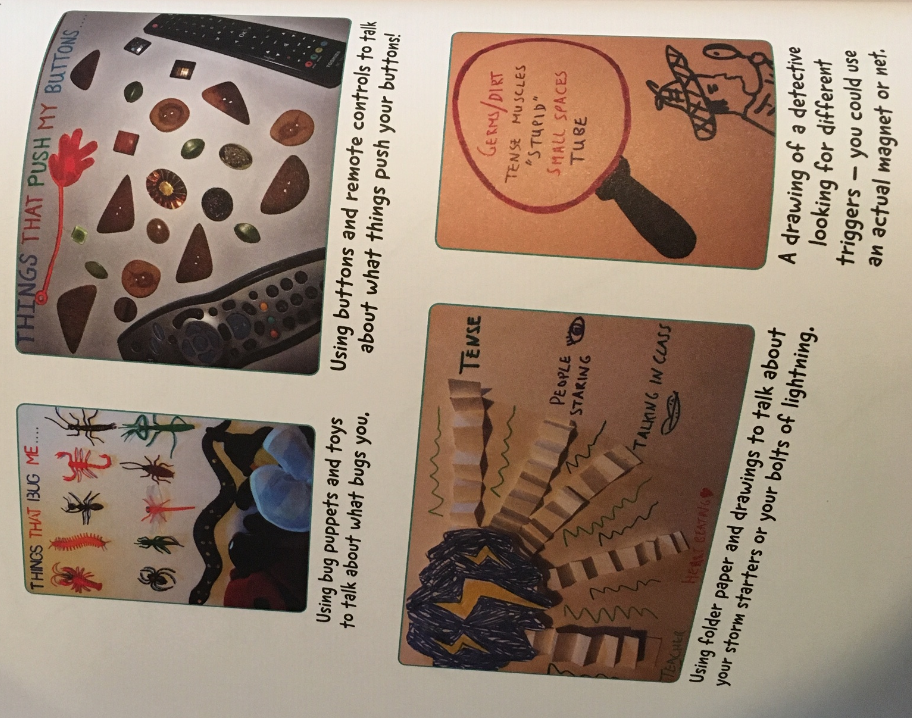 THINGS THAT PUSH MY BUTTONS.....
Using buttons and remote controls to talk
about what things push your buttons!
GERMS/DIRT
TENSE MUSCLES
"STUPID"
SMALL SPACES
TUBE
A drawing of a detective
looking for different
triggers – you could use
an actual magnet or net.
THINGS THAT BUG ME....
Using bug puppets and toys
to talk about what bugs you.
TENSE
PEOPLE
STARING
TALKING IN CLASS
HEART BEATING
TEACHER
Using folder paper and drawings to talk about
your storm starters or your bolts of lightning.